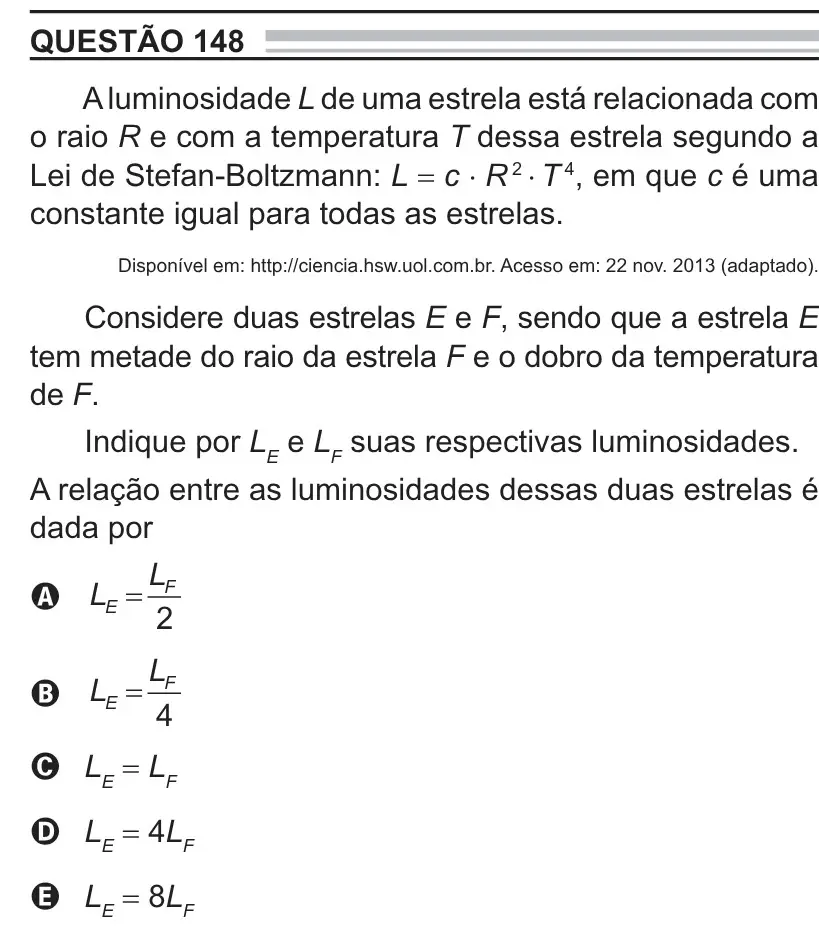 QUESTÃO 148
A luminosidade L de uma estrela está relacionada com
o raio R e com a temperatura T dessa estrela segundo a
Lei de Stefan-Boltzmann: L = c · R² · T⁴, em que c é uma
constante igual para todas as estrelas.
Disponível em: http://ciencia.hsw.uol.com.br. Acesso em: 22 nov. 2013 (adaptado).
Considere duas estrelas E e F, sendo que a estrela E
tem metade do raio da estrela F e o dobro da temperatura
de F.
Indique por L_E e L_F suas respectivas luminosidades.
A relação entre as luminosidades dessas duas estrelas é
dada por
A L_E = L_F/2
B L_E = L_F/4
C L_E = L_F
D L_E = 4L_F
E L_E = 8L_F